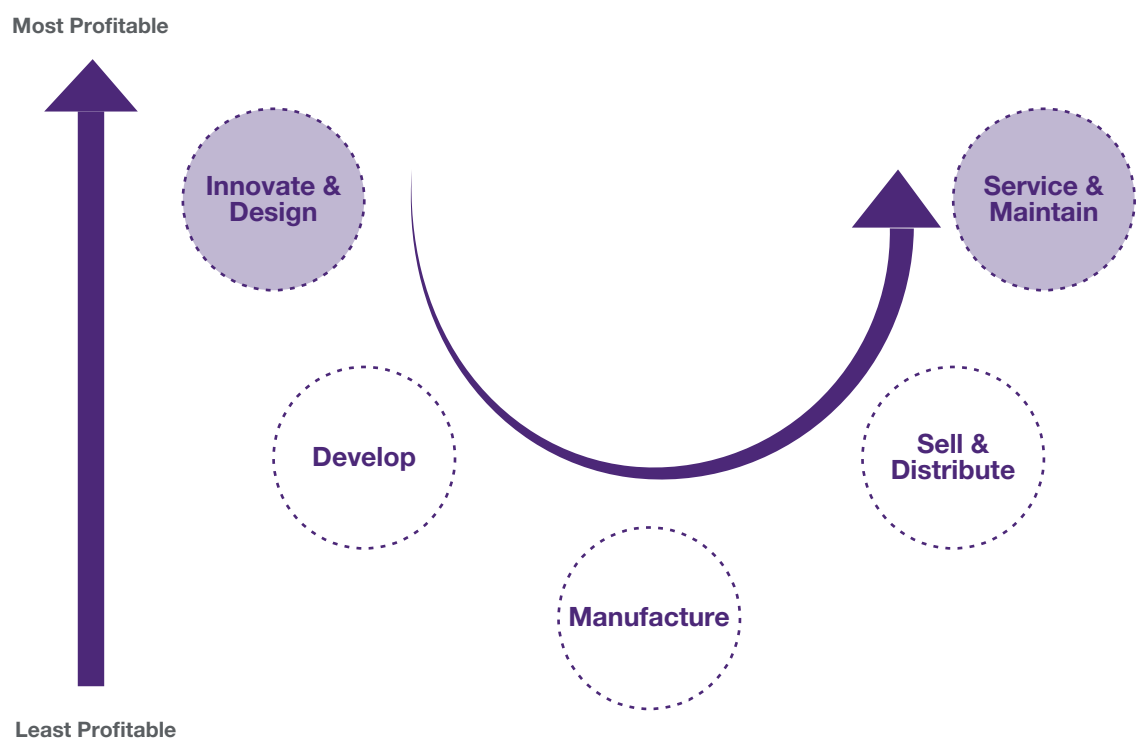 Most Profitable
Innovate &
Design
Service &
Maintain
Develop
Sell &
Distribute
Manufacture
Least Profitable